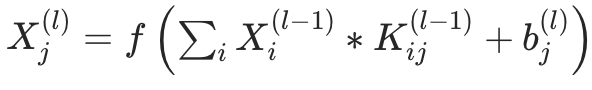 $X_j^{(l)} = f\left(\sum_i X_i^{(l-1)} * K_{ij}^{(l-1)} + b_j^{(l)}\right)$